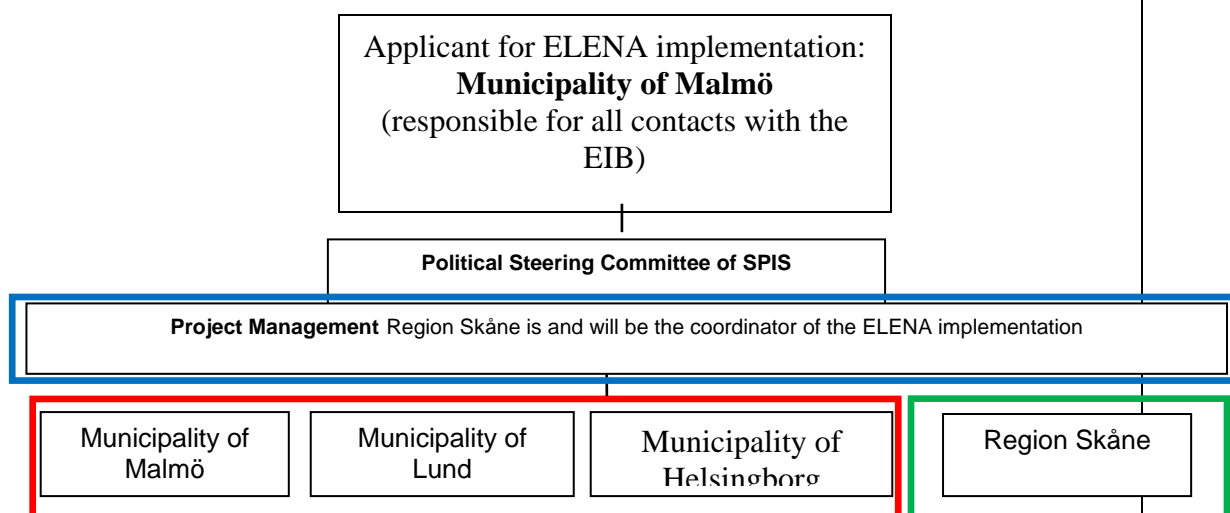 Applicant for ELENA implementation:
Municipality of Malmö
(responsible for all contacts with the
EIB)
Political Steering Committee of SPIS
Project Management Region Skåne is and will be the coordinator of the ELENA implementation
Municipality of
Malmö
Municipality of
Lund
Municipality of
Helsingborg
Region Skåne